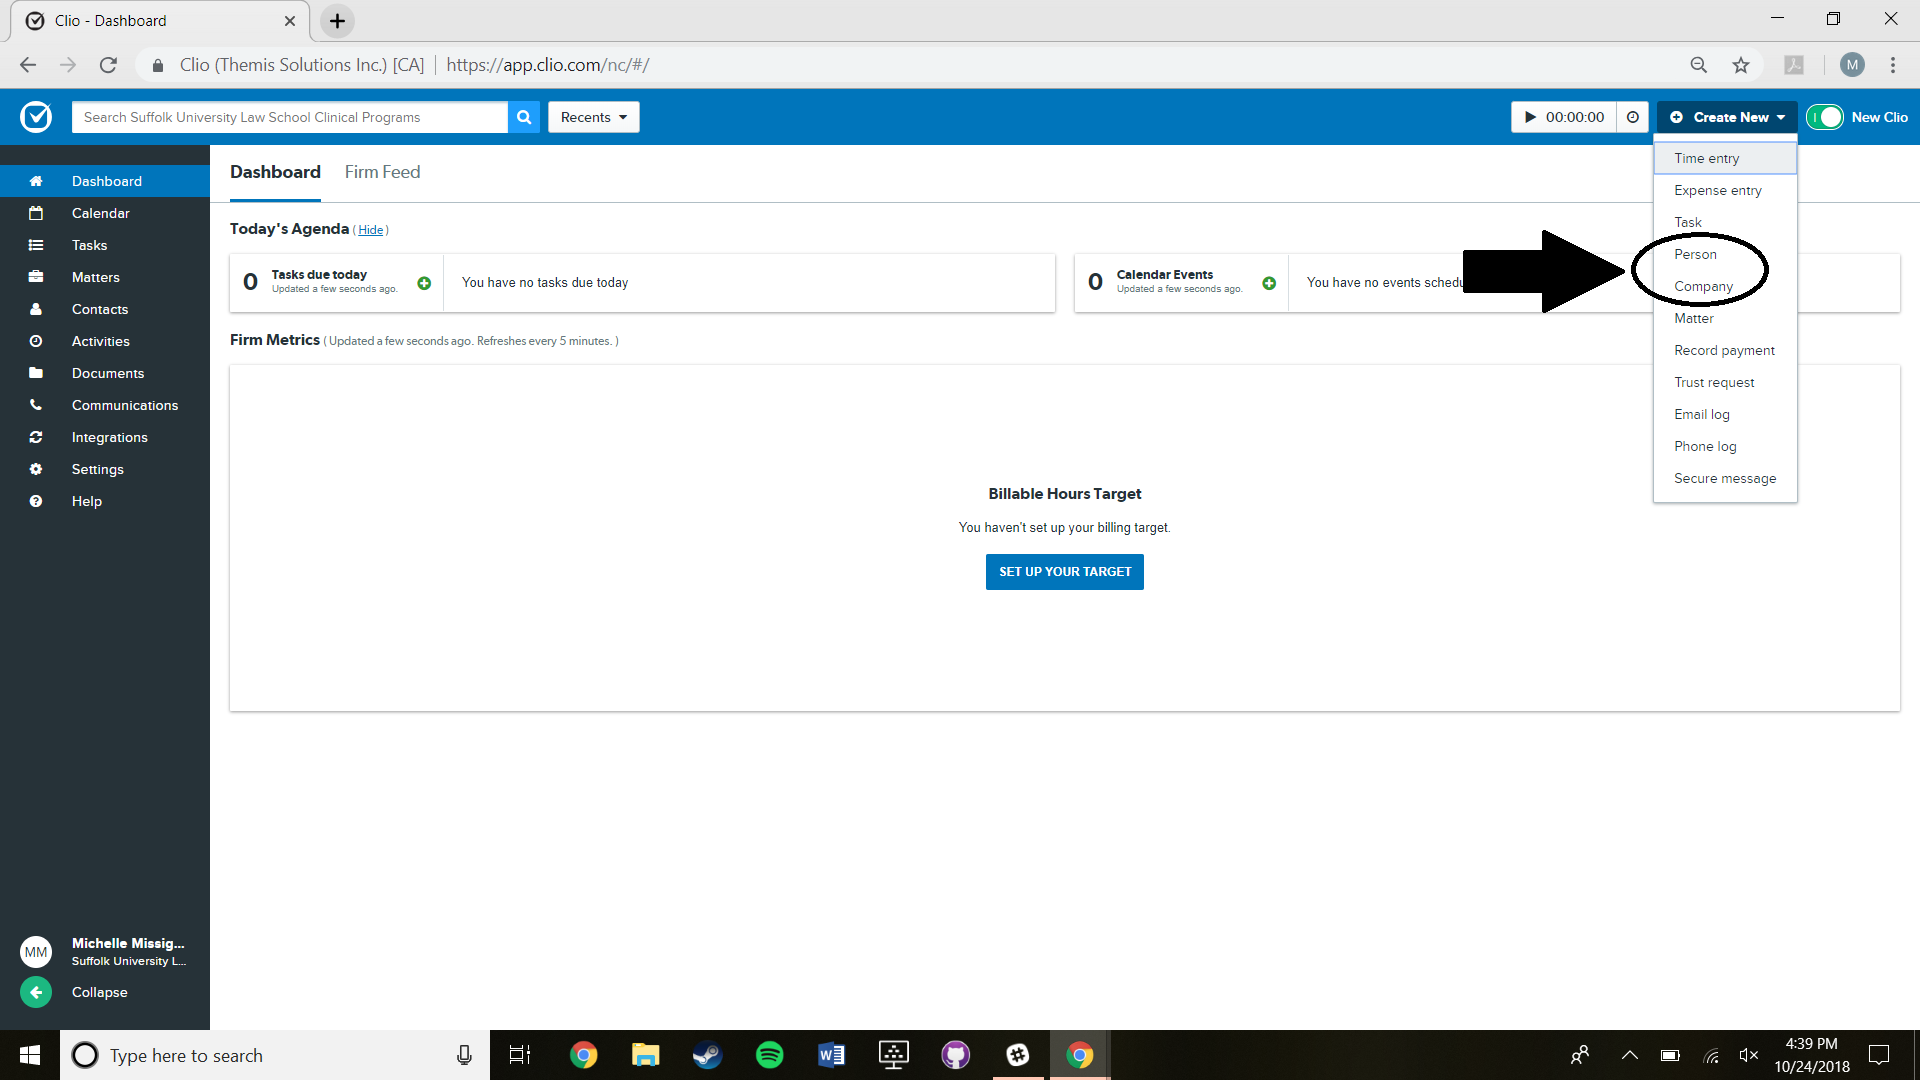 Clio - Dashboard
Clio (Themis Solutions Inc.) [CA] https://app.clio.com/nc/#/
M
Search Suffolk University Law School Clinical Programs
Recents
00:00:00
Create New
New Clio
Time entry
Expense entry
Task
Person
Company
Matter
Record payment
Trust request
Email log
Phone log
Secure message
Dashboard
Calendar
Tasks
Matters
Contacts
Activities
Documents
Communications
Integrations
Settings
Help
Dashboard Firm Feed
Today's Agenda ( Hide )
0 Tasks due today
Updated a few seconds ago.
You have no tasks due today
0 Calendar Events
Updated a few seconds ago.
You have no events schedu
Firm Metrics ( Updated a few seconds ago. Refreshes every 5 minutes. )
Billable Hours Target
You haven't set up your billing target.
SET UP YOUR TARGET
MM
Michelle Missig...
Suffolk University L...
Collapse
Type here to search
4:39 PM
10/24/2018